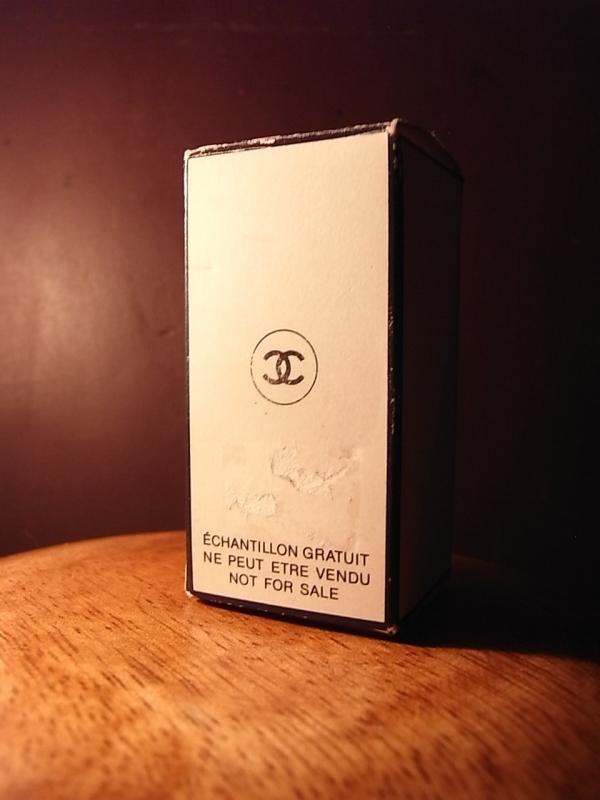 ÉCHANTILLON GRATUIT
NE PEUT ETRE VENDU
NOT FOR SALE